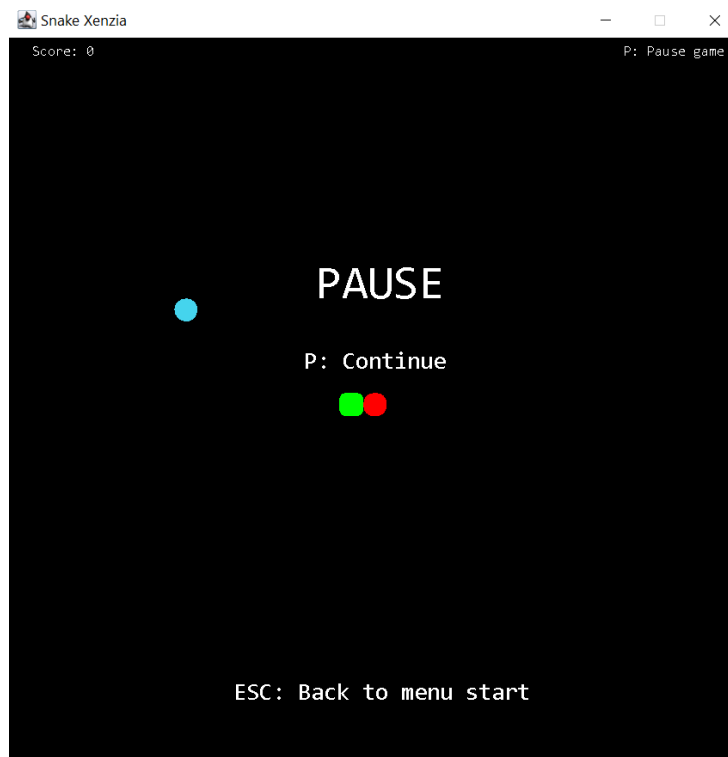 Snake Xenzia
Score: 0
P: Pause game
PAUSE
P: Continue
ESC: Back to menu start